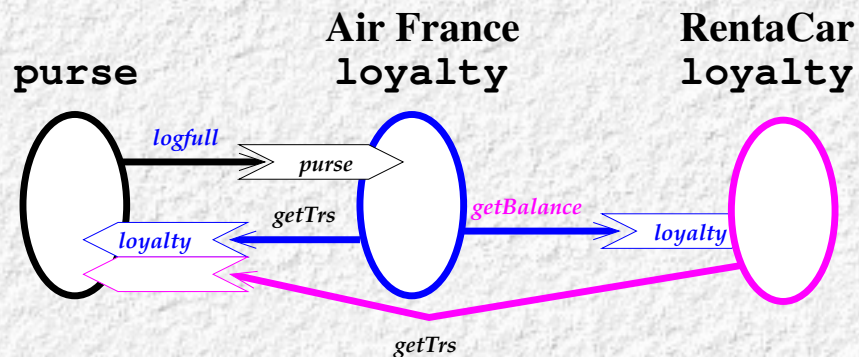 Air France
RentaCar
purse
loyalty
loyalty
logfull
purse
getTrs
getBalance
loyalty
loyalty
getTrs